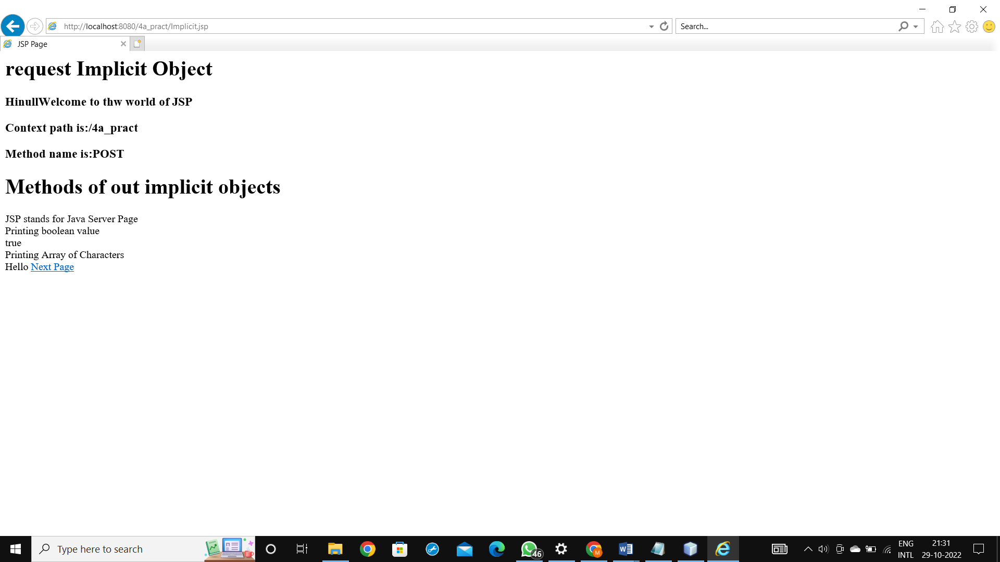 http://localhost:8080/4a_pract/Implicit.jsp
Search...
JSP Page
request Implicit Object
HinullWelcome to thw world of JSP
Context path is:/4a_pract
Method name is:POST
Methods of out implicit objects
JSP stands for Java Server Page
Printing boolean value
true
Printing Array of Characters
Hello Next Page
Type here to search
46
M
W
ENG
INTL
21:31
29-10-2022